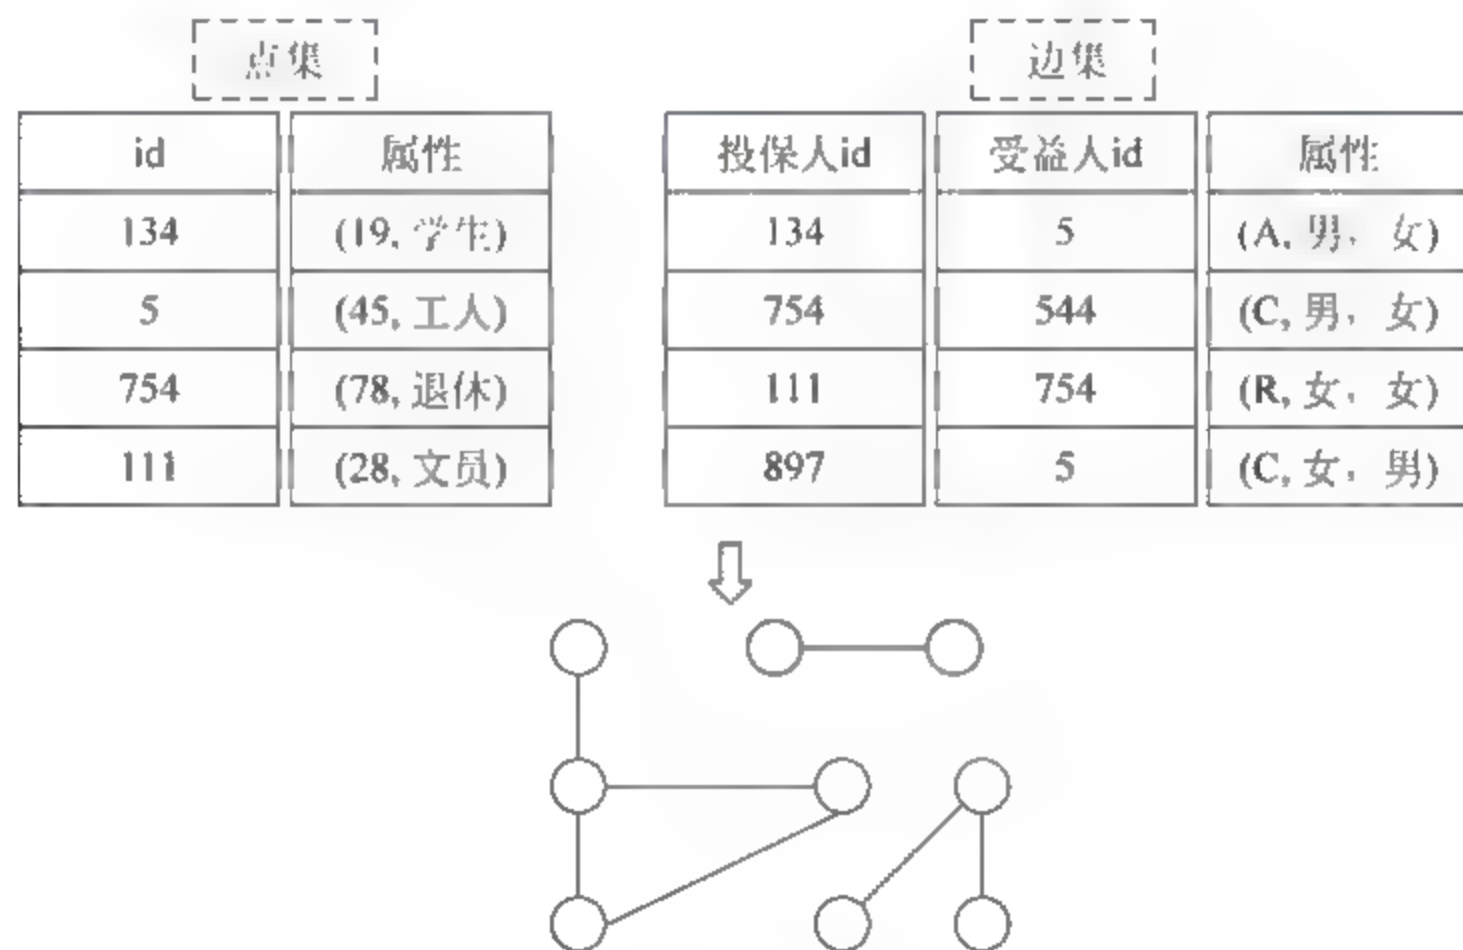 点集
边集
id 属性
134 (19, 学生)
5 (45, 工人)
754 (78, 退休)
111 (28, 文员)
投保人id 受益人id 属性
134 5 (A, 男, 女)
754 544 (C, 男, 女)
111 754 (R, 女, 女)
897 5 (C, 女, 男)